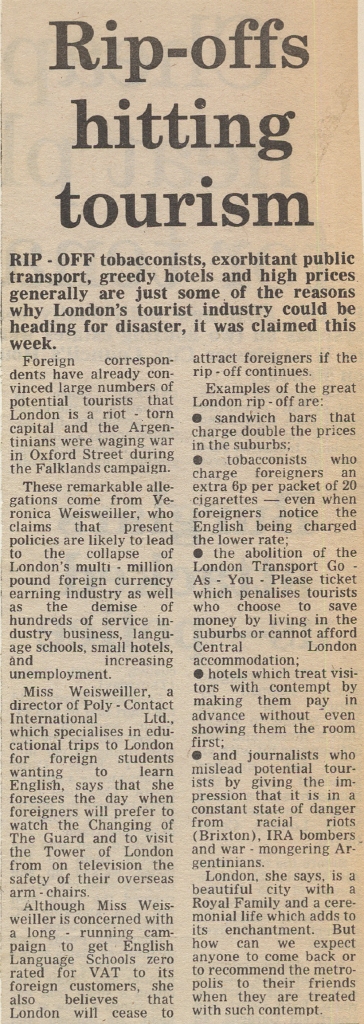 Rip-offs
hitting
tourism
RIP - OFF tobacconists, exorbitant public
transport, greedy hotels and high prices
generally are just some of the reasons
why London's tourist industry could be
heading for disaster, it was claimed this
week.
Foreign correspon-
dents have already con-
vinced large numbers of
potential tourists that
London is a riot - torn
capital and the Argen-
tinians were waging war
in Oxford Street during
the Falklands campaign.
These remarkable alle-
gations come from Ve-
ronica Weisweiller, who
claims that present
policies are likely to lead
to the collapse of
London's multi - million
pound foreign currency
earning industry as well
as the demise of
hundreds of service in-
dustry business, langu-
age schools, small hotels,
and increasing
unemployment.
Miss Weisweiller, a
director of Poly - Contact
International Ltd.,
which specialises in edu-
cational trips to London
for foreign students
wanting to learn
English, says that she
foresees the day when
foreigners will prefer to
watch the Changing of
The Guard and to visit
the Tower of London
from on television the
safety of their overseas
arm - chairs.
Although Miss Weis-
weiller is concerned with
a long - running cam-
paign to get English
Language Schools zero
rated for VAT to its
foreign customers, she
also believes that
London will cease to
attract foreigners if the
rip - off continues.
Examples of the great
London rip - off are:
● sandwich bars that
charge double the prices
in the suburbs;
● tobacconists who
charge foreigners an
extra 6p per packet of 20
cigarettes — even when
foreigners notice the
English being charged
the lower rate;
● the abolition of the
London Transport Go -
As - You - Please ticket
which penalises tourists
who choose to save
money by living in the
suburbs or cannot afford
Central London
accommodation;
● hotels which treat visi-
tors with contempt by
making them pay in
advance without even
showing them the room
first;
● and journalists who
mislead potential tour-
ists by giving the im-
pression that it is in a
constant state of danger
from racial riots
(Brixton), IRA bombers
and war - mongering Ar-
gentinians.
London, she says, is a
beautiful city with a
Royal Family and a cere-
monial life which adds to
its enchantment. But
how can we expect
anyone to come back or
to recommend the metro-
polis to their friends
when they are treated
with such contempt.